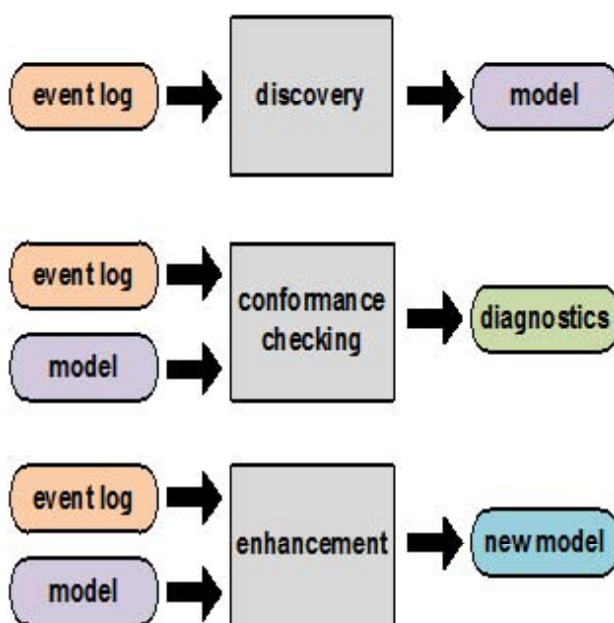 event log
discovery
model
event log
model
conformance
checking
diagnostics
event log
model
enhancement
new model